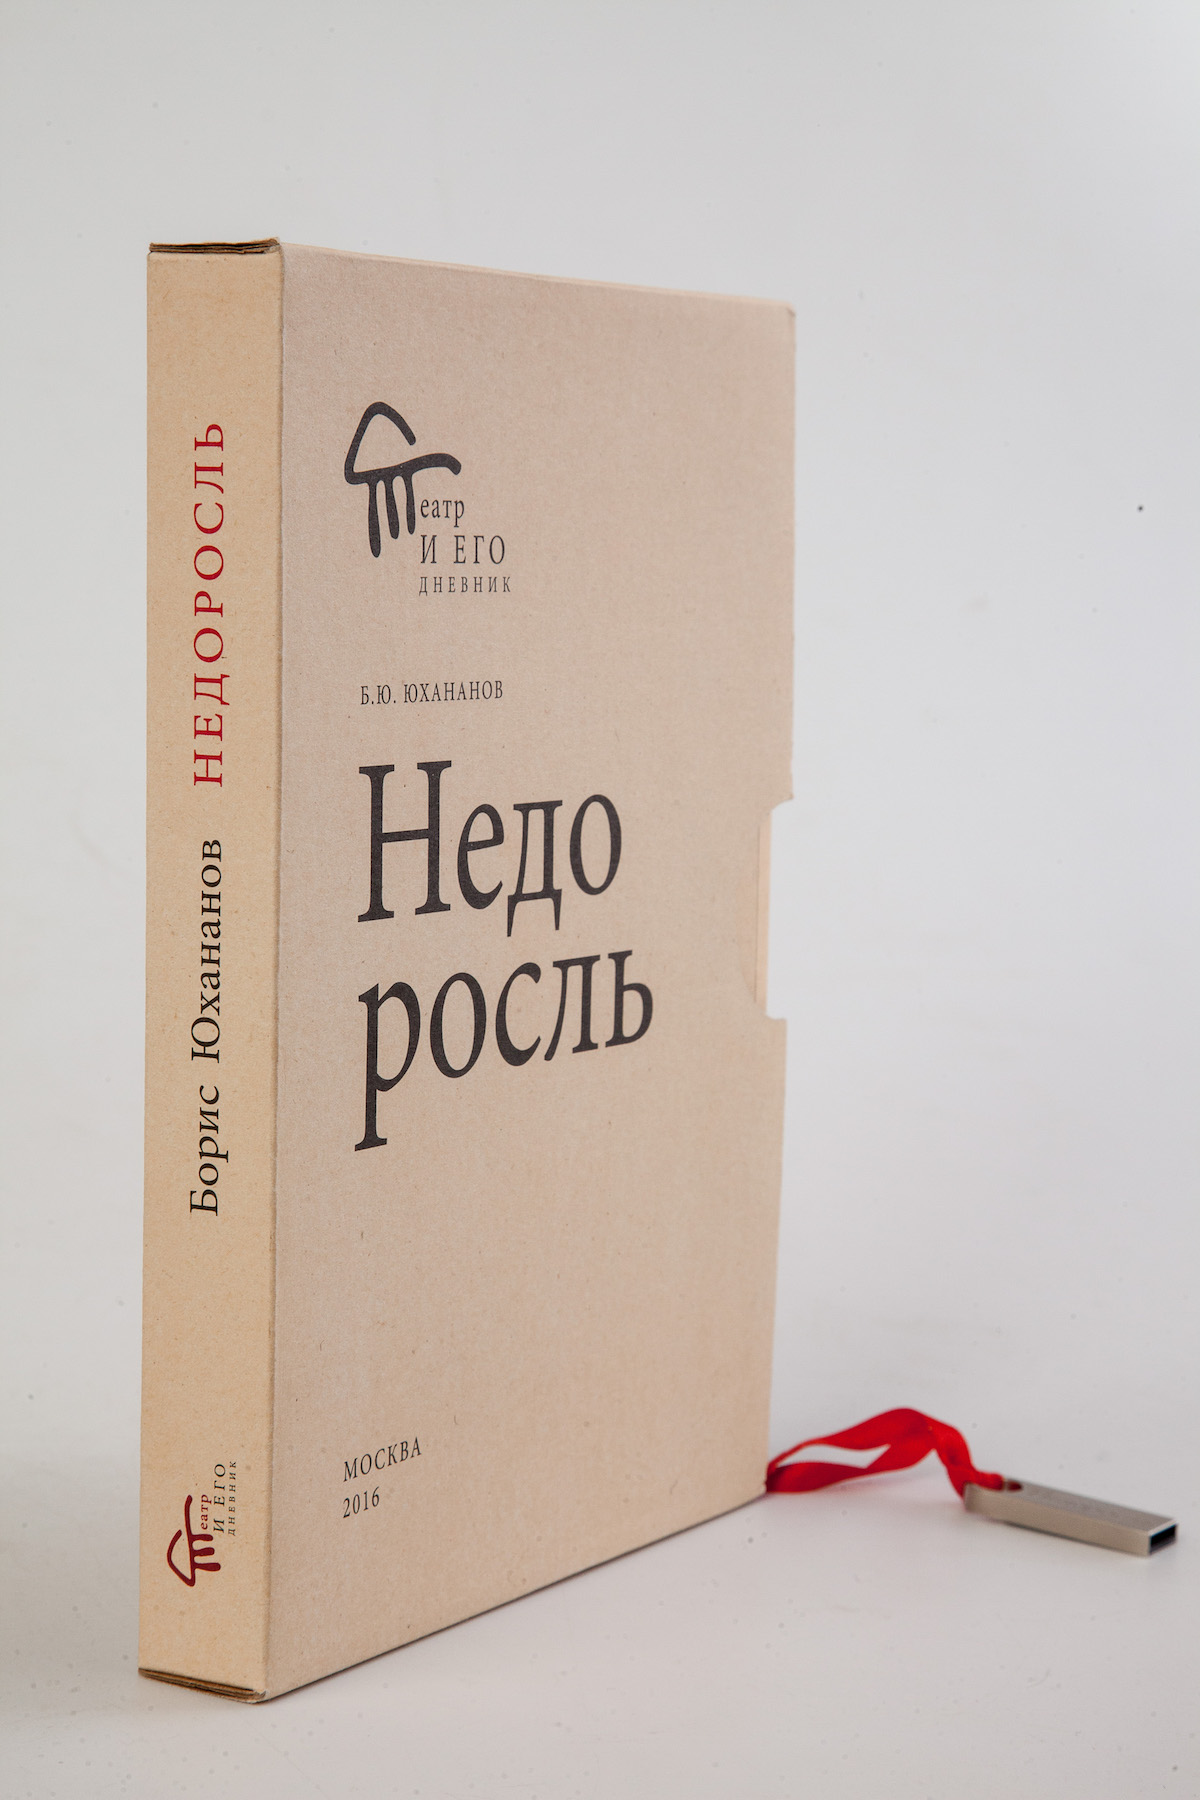 Театр
И ЕГО
ДНЕВНИК
Б.Ю. ЮХАНАНОВ
Недо
росль
МОСКВА
2016
Борис Юхананов НЕДОРОСЛЬ
Театр
И ЕГО
ДНЕВНИК